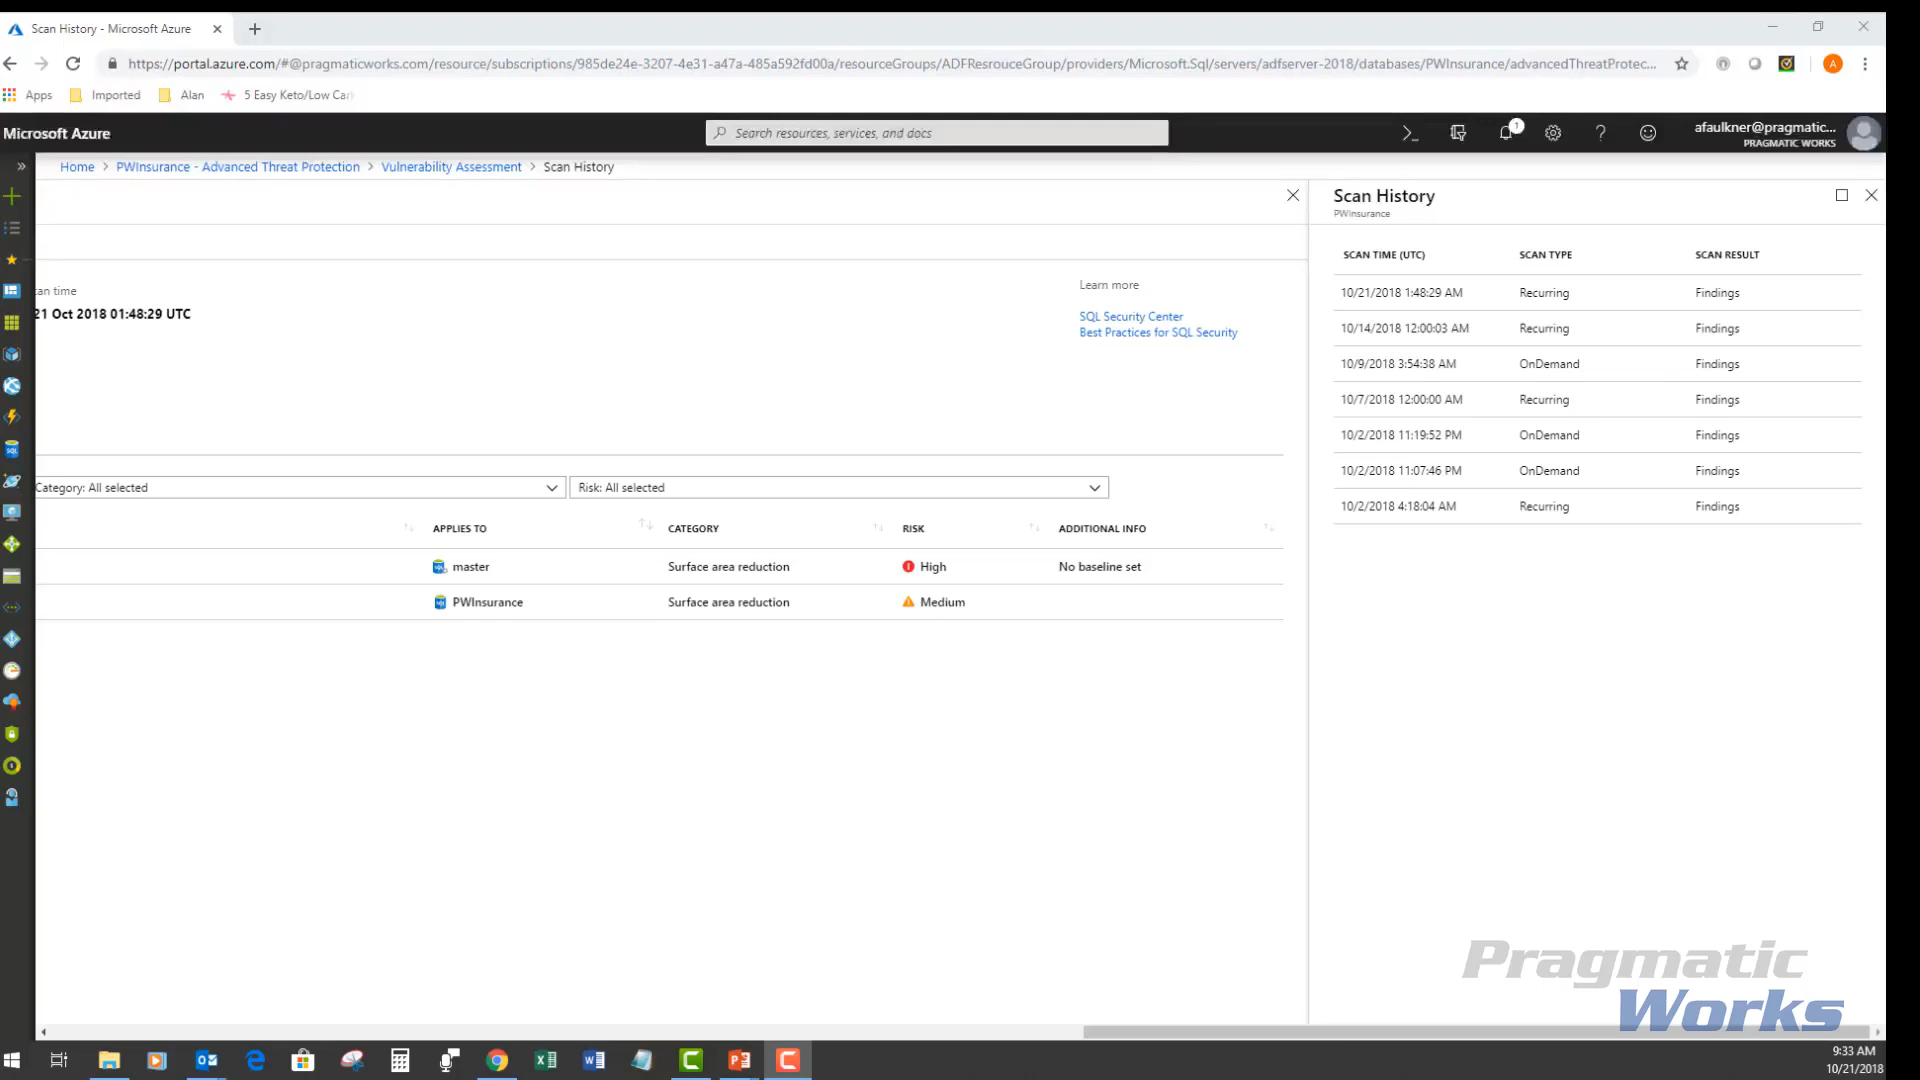 Scan History - Microsoft Azure
https://portal.azure.com/#@pragmaticworks.com/resource/subscriptions/985de24e-3207-4e31-a47a-485a592fd00a/resourceGroups/ADFResrouceGroup/providers/Microsoft.Sql/servers/adfserver-2018/databases/PWInsurance/advancedThreatProtec...
A
Apps
Imported
Alan
5 Easy Keto/Low Car
Microsoft Azure
Search resources, services, and docs
1
afaulkner@pragmatic...
PRAGMATIC WORKS
Home > PWInsurance - Advanced Threat Protection > Vulnerability Assessment > Scan History
Scan History
PWInsurance
SCAN TIME (UTC) SCAN TYPE SCAN RESULT
10/21/2018 1:48:29 AM Recurring Findings
10/14/2018 12:00:03 AM Recurring Findings
10/9/2018 3:54:38 AM OnDemand Findings
10/7/2018 12:00:00 AM Recurring Findings
10/2/2018 11:19:52 PM OnDemand Findings
10/2/2018 11:07:46 PM OnDemand Findings
10/2/2018 4:18:04 AM Recurring Findings
can time
21 Oct 2018 01:48:29 UTC
Learn more
SQL Security Center
Best Practices for SQL Security
Category: All selected
Risk: All selected
APPLIES TO CATEGORY RISK ADDITIONAL INFO
master Surface area reduction High No baseline set
PWInsurance Surface area reduction Medium
Pragmatic
Works
9:33 AM
10/21/2018